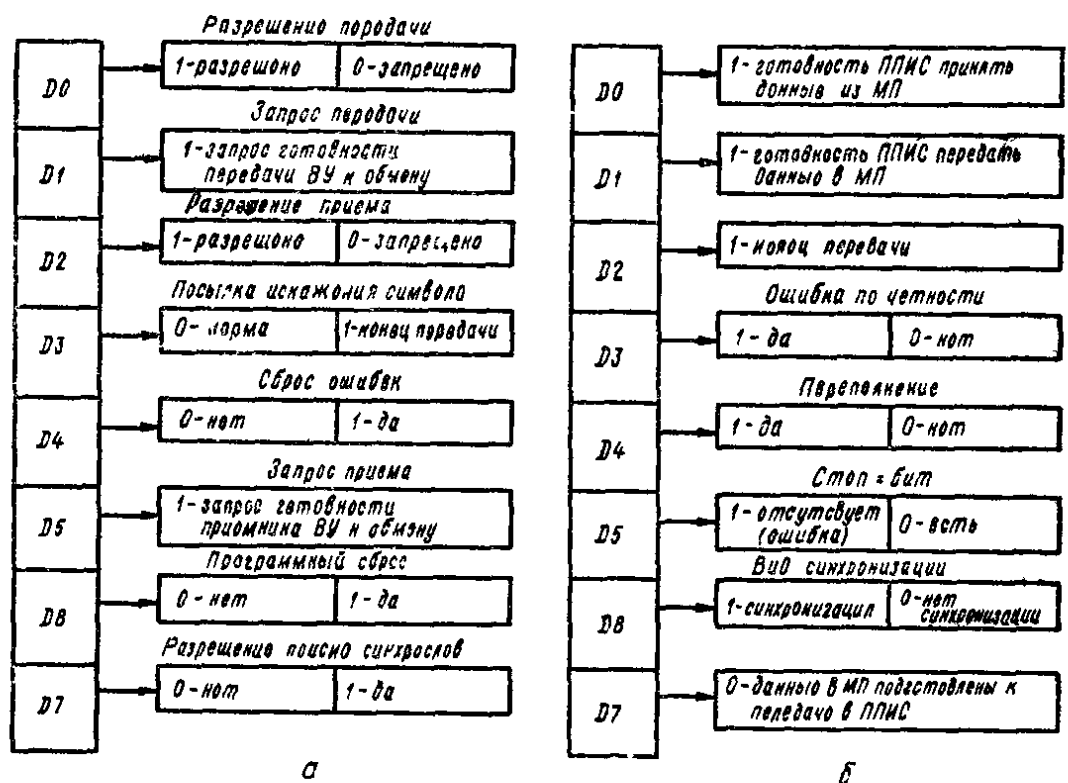 Разрешение передачи
D0
1-разрешено
0-запрещено
Запрос передачи
D1
1-запрос готовности
передачи ВУ к обмену
Разрешение приема
D2
1-разрешено
0-запрещено
Посылка искажения символа
D3
0-норма
1-конец передачи
Сброс ошибек
D4
0-нет
1-да
Запрос приема
D5
1-запрос готовности
приемника ВУ к обмену
Программный сброс
D8
0-нет
1-да
Разрешение поиска синхрослов
D7
0-нет
1-да
а
D0
1-готовность ППИС принять
данные из МП
D1
1-готовность ППИС передать
данные в МП
D2
1-конец передачи
Ошибка по четности
D3
1-да
0-нет
Переполнение
D4
1-да
0-нет
Стоп=бит
D5
1-отсутсвует
(ошибка)
0-есть
Вид синхронизации
D8
1-синхронизация
0-нет
синхронизации
D7
0-данные в МП подготовлены к
передаче в ППИС
б